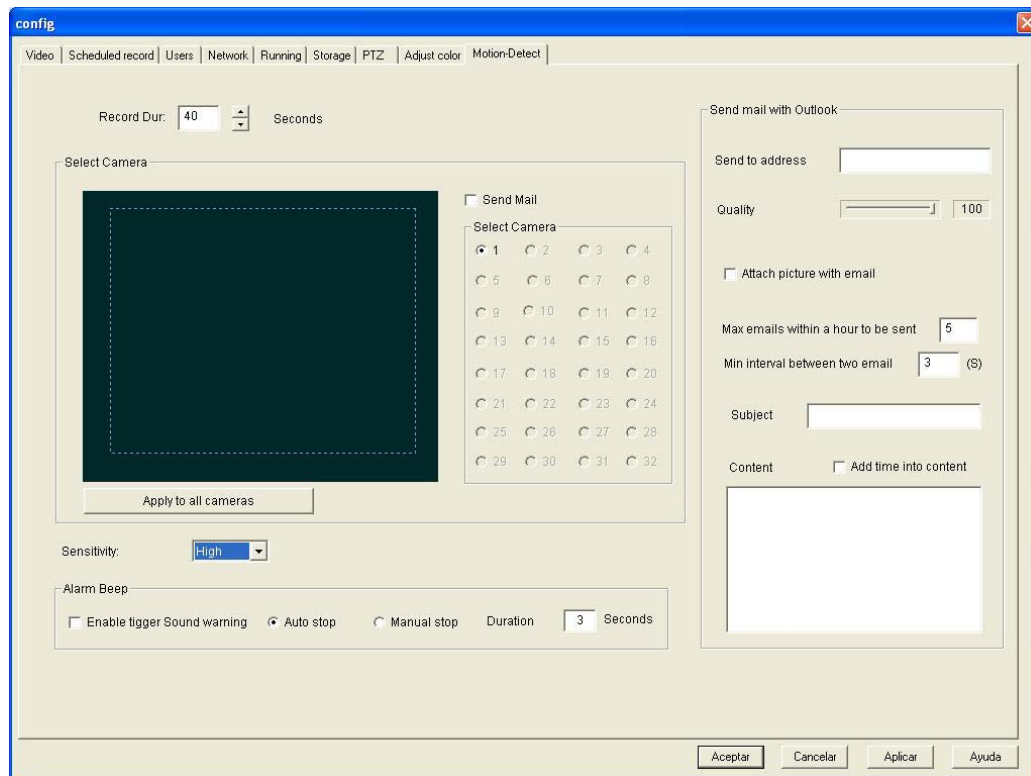 config
Video Scheduled record Users Network Running Storage PTZ Adjust color Motion-Detect
Record Dur: 40 Seconds
Select Camera
Send Mail
Select Camera
1 2 3 4
5 6 7 8
9 10 11 12
13 14 15 16
17 18 19 20
21 22 23 24
25 26 27 28
29 30 31 32
Apply to all cameras
Sensitivity: High
Alarm Beep
Enable tigger Sound warning Auto stop Manual stop Duration 3 Seconds
Send mail with Outlook
Send to address
Quality 100
Attach picture with email
Max emails within a hour to be sent 5
Min interval between two email 3 (S)
Subject
Content Add time into content
Aceptar Cancelar Aplicar Ayuda